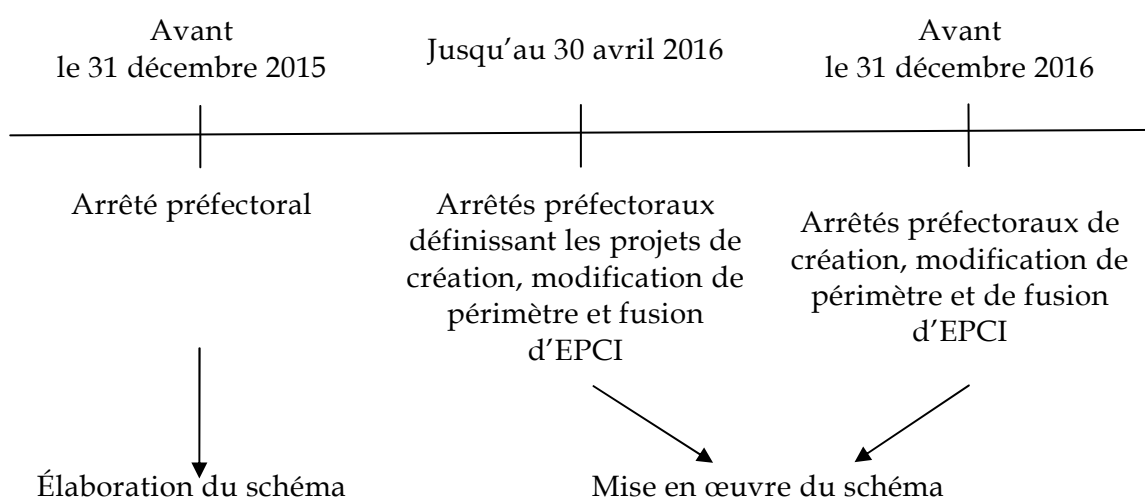 Avant
le 31 décembre 2015
Jusqu’au 30 avril 2016
Avant
le 31 décembre 2016
Arrêté préfectoral
Arrêtés préfectoraux
définissant les projets de
création, modification de
périmètre et fusion
d’EPCI
Arrêtés préfectoraux de
création, modification de
périmètre et de fusion
d’EPCI
Élaboration du schéma
Mise en œuvre du schéma